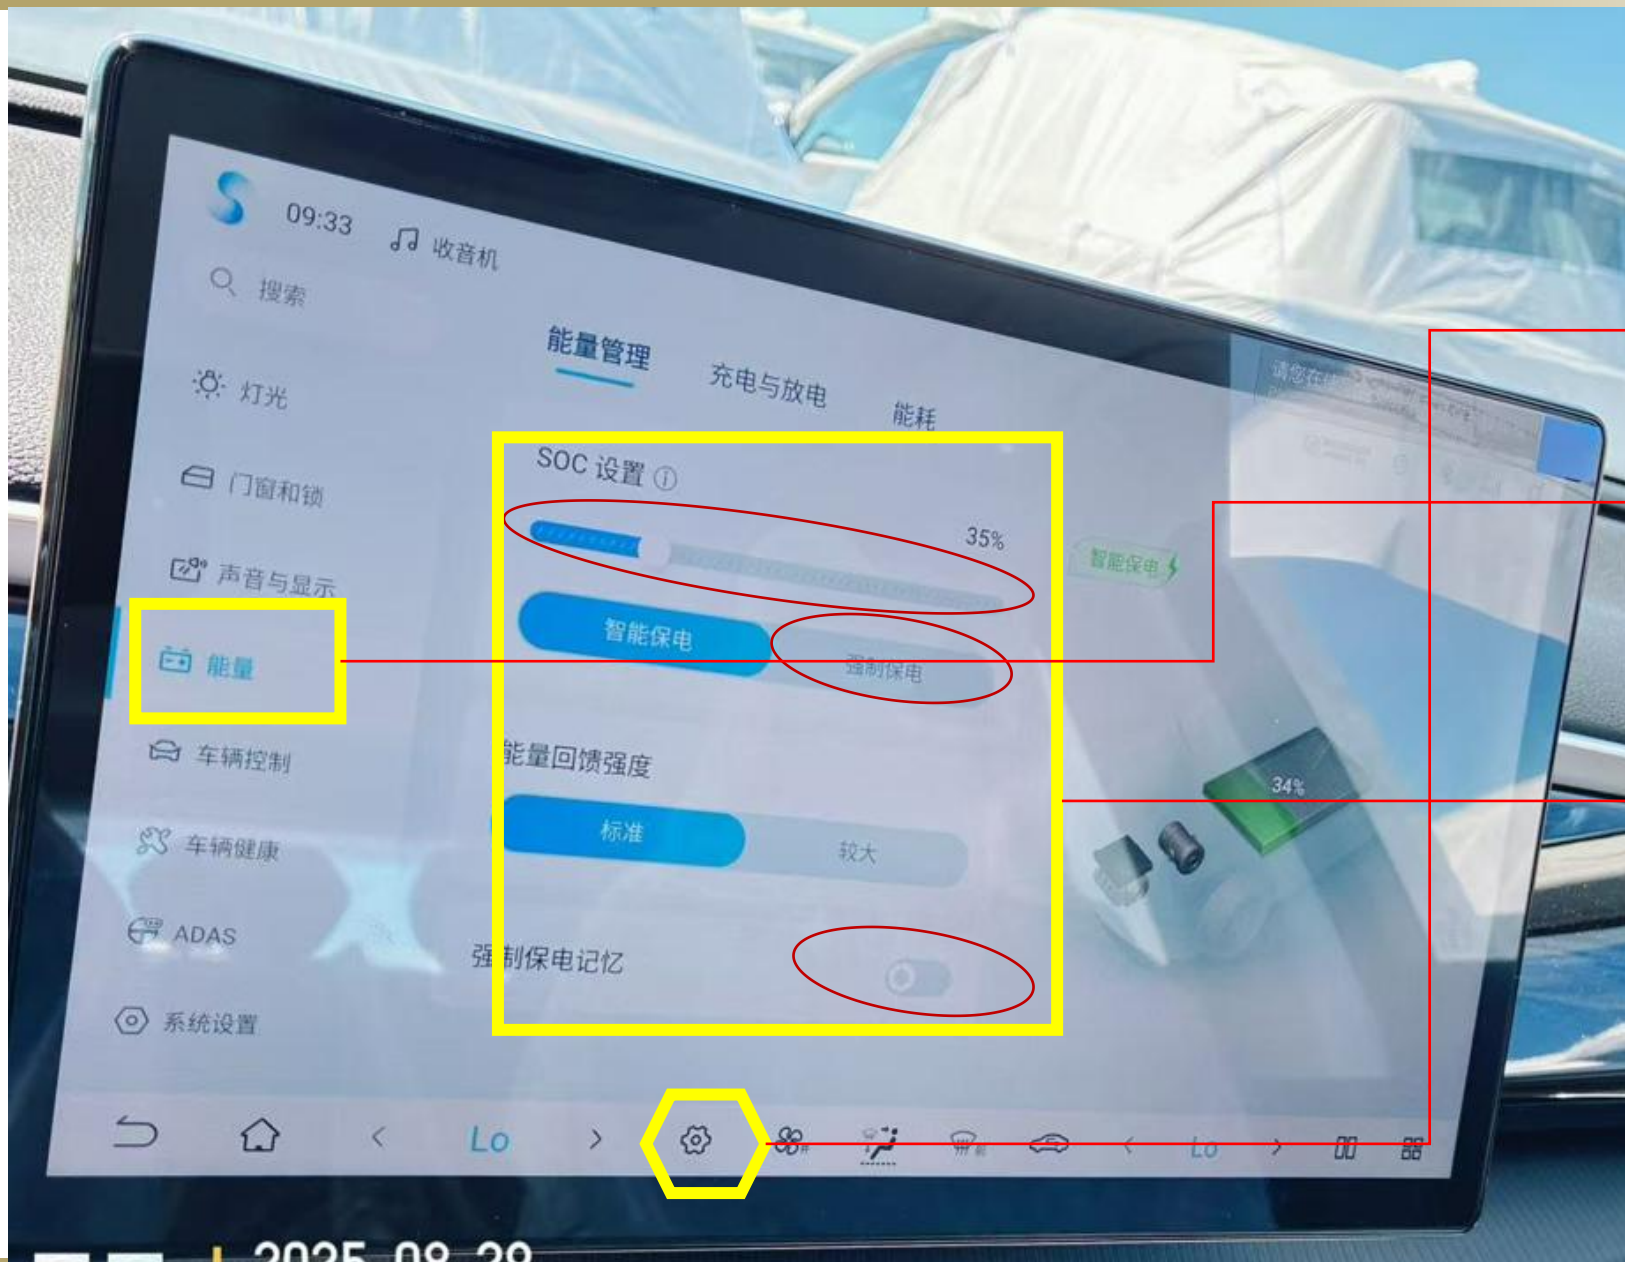 09:33
收音机
搜索
能量管理
充电与放电
能耗
灯光
门窗和锁
声音与显示
能量
车辆控制
车辆健康
ADAS
系统设置
SOC 设置
35%
智能保电
智能保电
强制保电
能量回馈强度
标准
较大
34%
强制保电记忆
Lo
Lo
请您在
2025 08 29